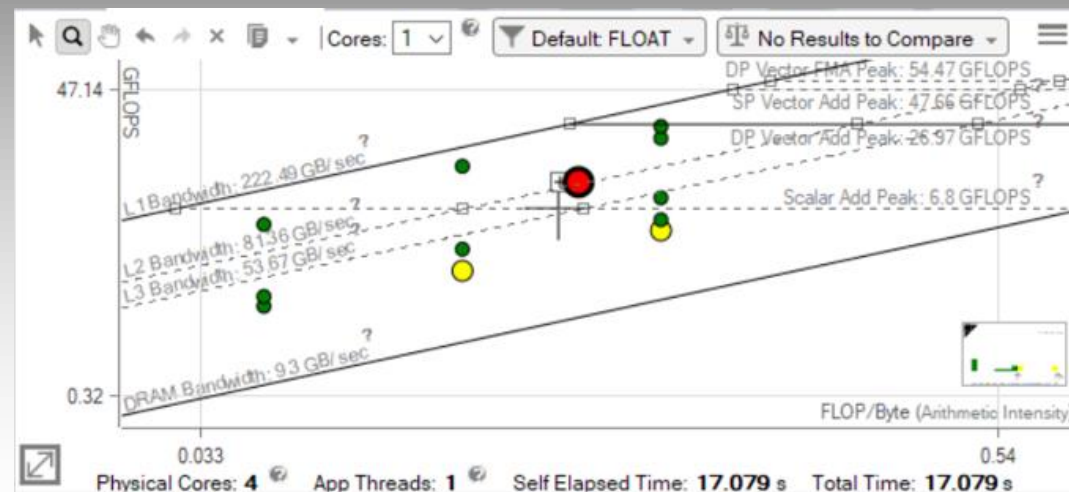 Cores: 1 Default: FLOAT No Results to Compare
GFLOPS
47.14
DP Vector FMA Peak: 54.47 GFLOPS
?
SP Vector Add Peak: 47.66 GFLOPS
?
DP Vector Add Peak: 26.97 GFLOPS
?
L1 Bandwidth: 222.49 GB/sec
?
Scalar Add Peak: 6.8 GFLOPS
?
L2 Bandwidth: 81.36 GB/sec
?
L3 Bandwidth: 53.67 GB/sec
?
DRAM Bandwidth: 9.3 GB/sec
?
0.32
FLOP/Byte (Arithmetic Intensity)
0.033
0.54
Physical Cores: 4 App Threads: 1 Self Elapsed Time: 17.079 s Total Time: 17.079 s